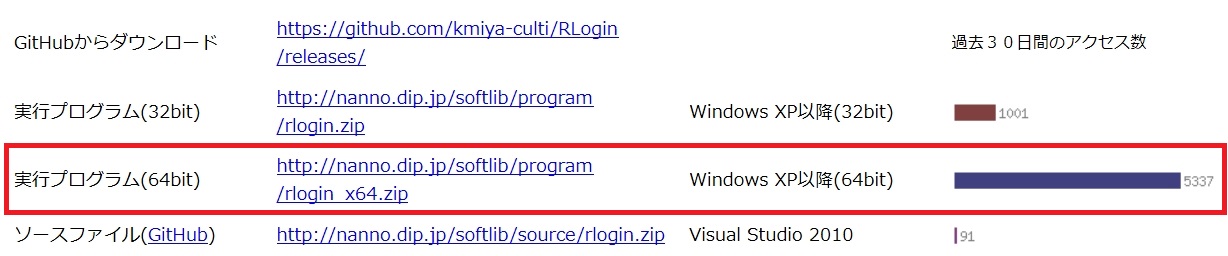 GitHubからダウンロード
https://github.com/kmiya-culti/RLogin
/releases/
過去３０日間のアクセス数
実行プログラム(32bit)
http://nanno.dip.jp/softlib/program
/rlogin.zip
Windows XP以降(32bit)
1001
実行プログラム(64bit)
http://nanno.dip.jp/softlib/program
/rlogin_x64.zip
Windows XP以降(64bit)
5337
ソースファイル(GitHub)
http://nanno.dip.jp/softlib/source/rlogin.zip
Visual Studio 2010
91